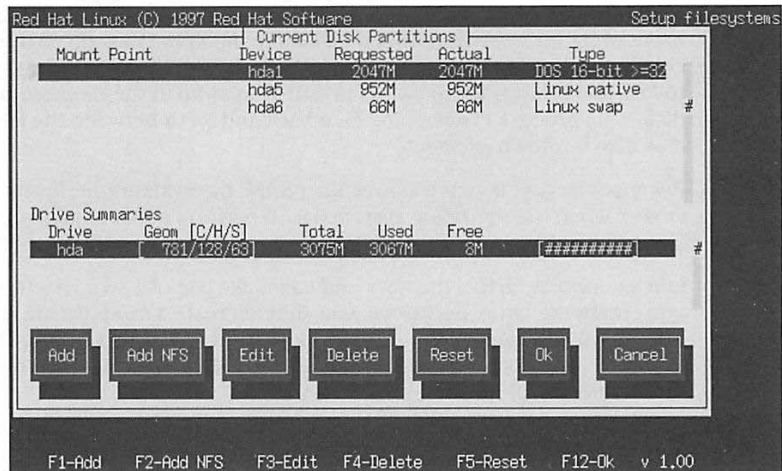 Red Hat Linux (C) 1997 Red Hat Software Setup filesystems
Current Disk Partitions
Mount Point Device Requested Actual Type
hda1 2047M 2047M DOS 16-bit >=32
hda5 952M 952M Linux native
hda6 66M 66M Linux swap #
Drive Summaries
Drive Geom [C/H/S] Total Used Free
hda [ 781/128/63] 3075M 3067M 8M [##########] #
Add Add NFS Edit Delete Reset Ok Cancel
F1-Add F2-Add NFS F3-Edit F4-Delete F5-Reset F12-Ok v 1.00